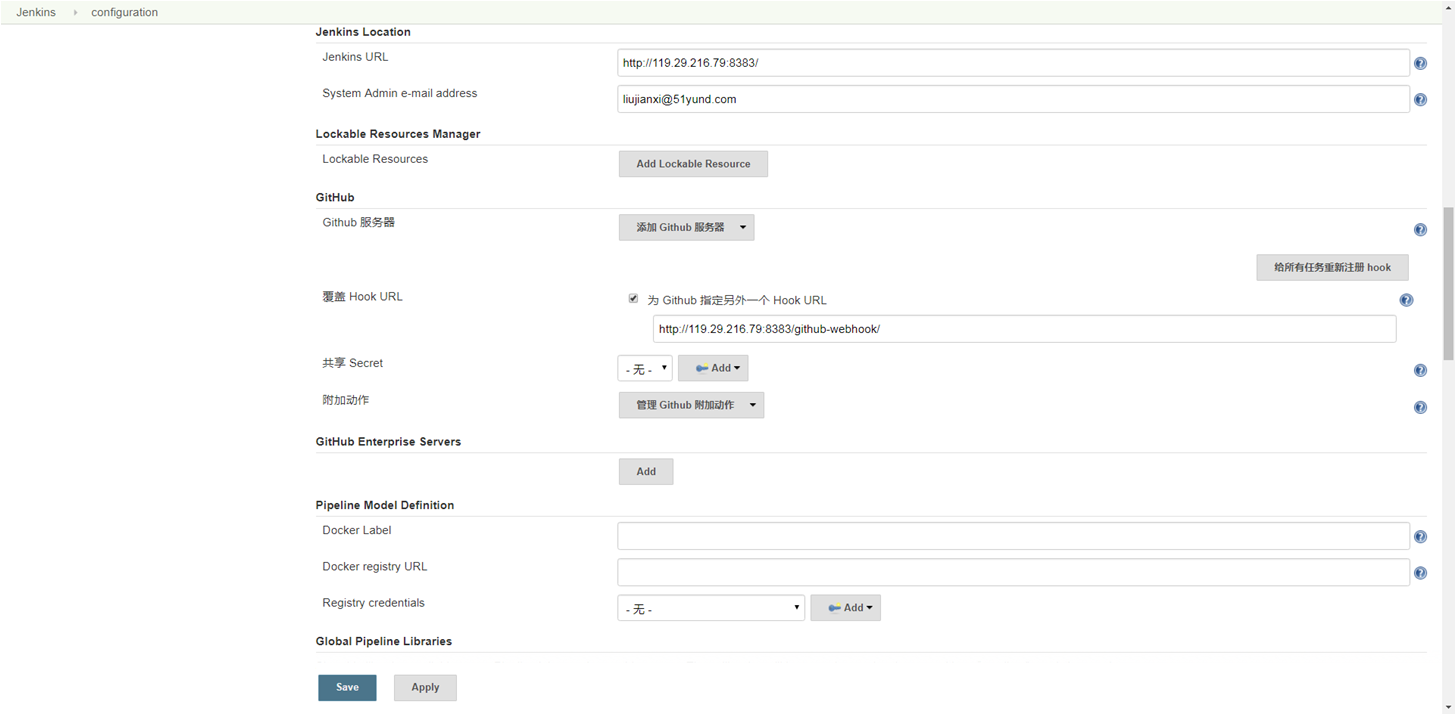 Jenkins configuration
Jenkins Location
Jenkins URL
http://119.29.216.79:8383/
System Admin e-mail address
liujianxi@51yund.com
Lockable Resources Manager
Lockable Resources
Add Lockable Resource
GitHub
Github 服务器
添加 Github 服务器
给所有任务重新注册 hook
覆盖 Hook URL
为 Github 指定另外一个 Hook URL
http://119.29.216.79:8383/github-webhook/
共享 Secret
- 无 -
Add
附加动作
管理 Github 附加动作
GitHub Enterprise Servers
Add
Pipeline Model Definition
Docker Label
Docker registry URL
Registry credentials
- 无 -
Add
Global Pipeline Libraries
Save
Apply